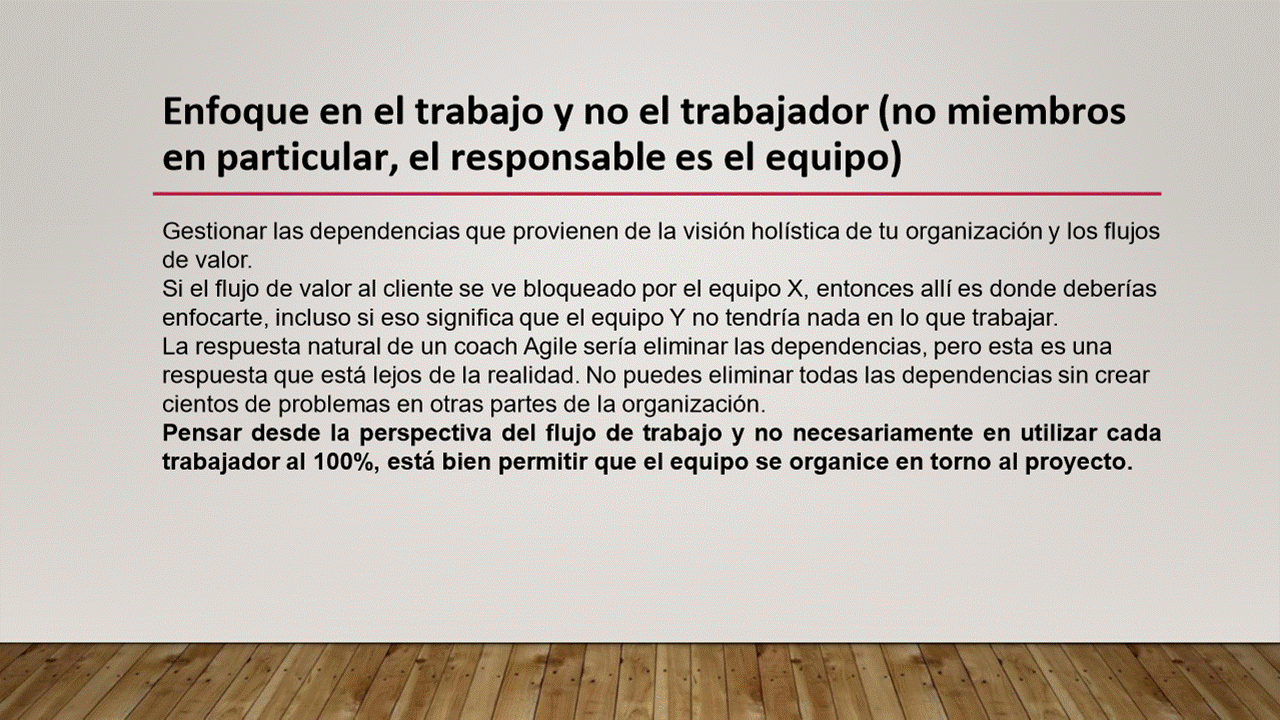 Enfoque en el trabajo y no el trabajador (no miembros
en particular, el responsable es el equipo)
Gestionar las dependencias que provienen de la visión holística de tu organización y los flujos
de valor.
Si el flujo de valor al cliente se ve bloqueado por el equipo X, entonces allí es donde deberías
enfocarte, incluso si eso significa que el equipo Y no tendría nada en lo que trabajar.
La respuesta natural de un coach Agile sería eliminar las dependencias, pero esta es una
respuesta que está lejos de la realidad. No puedes eliminar todas las dependencias sin crear
cientos de problemas en otras partes de la organización.
Pensar desde la perspectiva del flujo de trabajo y no necesariamente en utilizar cada
trabajador al 100%, está bien permitir que el equipo se organice en torno al proyecto.